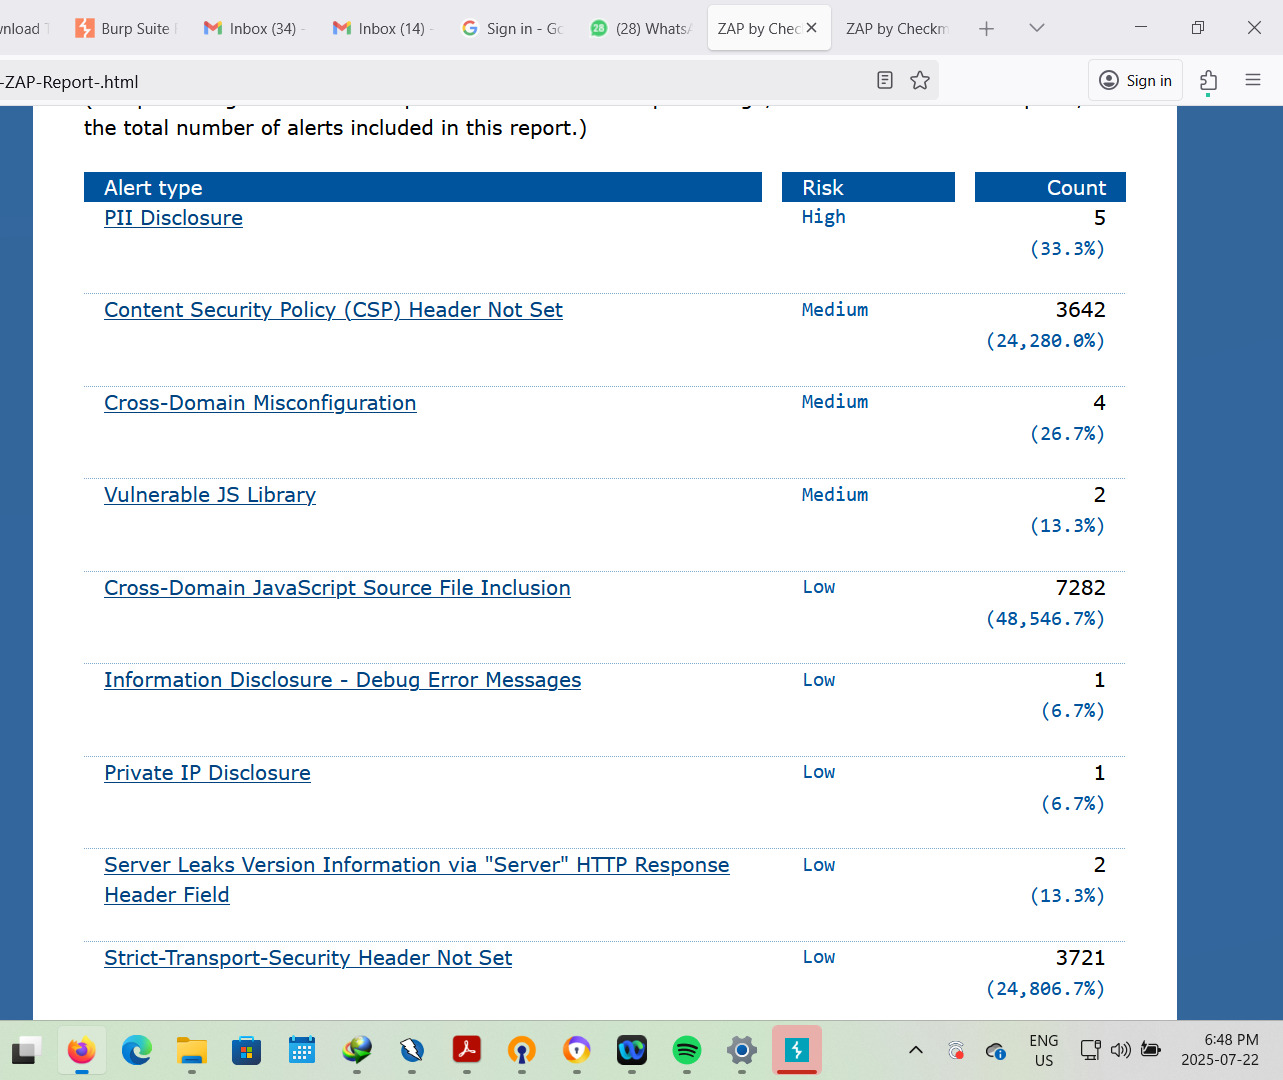 wnload T
Burp Suite
Inbox (34) -
Inbox (14) -
Sign in - Go
28
(28) WhatsA
ZAP by Chec
ZAP by Checkm
-ZAP-Report-.html
Sign in
the total number of alerts included in this report.)
Alert type Risk Count
PII Disclosure High 5
(33.3%)
Content Security Policy (CSP) Header Not Set Medium 3642
(24,280.0%)
Cross-Domain Misconfiguration Medium 4
(26.7%)
Vulnerable JS Library Medium 2
(13.3%)
Cross-Domain JavaScript Source File Inclusion Low 7282
(48,546.7%)
Information Disclosure - Debug Error Messages Low 1
(6.7%)
Private IP Disclosure Low 1
(6.7%)
Server Leaks Version Information via "Server" HTTP Response Low 2
Header Field (13.3%)
Strict-Transport-Security Header Not Set Low 3721
(24,806.7%)
ENG
US
6:48 PM
2025-07-22